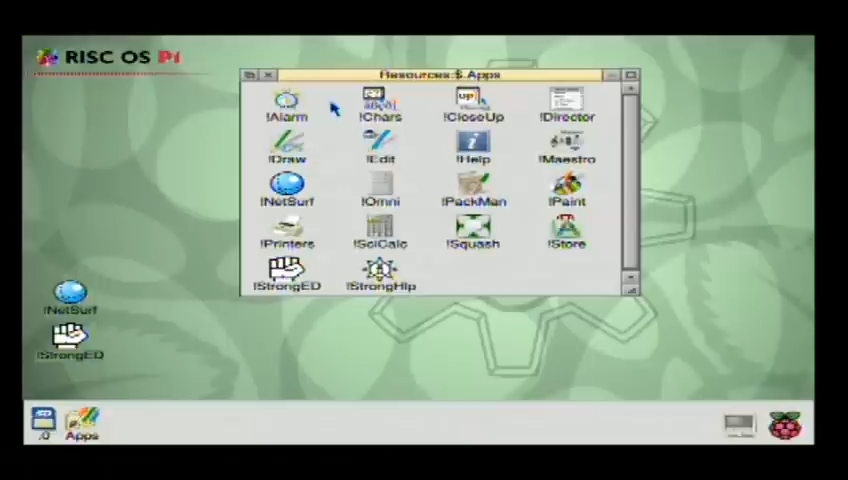 RISC OS Pi
Resources:$.Apps
!Alarm !Chars !CloseUp !Director
!Draw !Edit !Help !Maestro
!NetSurf !Omni !PackMan !Paint
!Printers !SciCalc !Squash !Store
!StrongED !StrongHlp
!NetSurf
!StrongED
:0 Apps